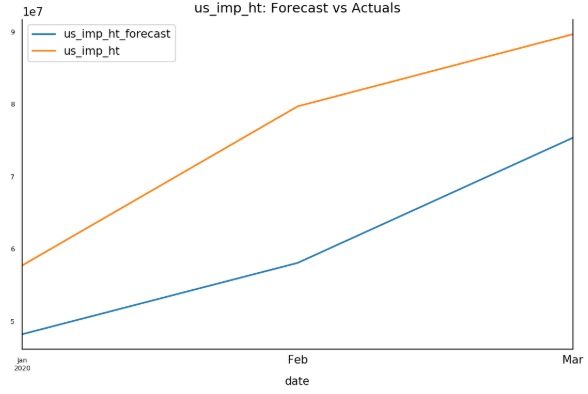 us_imp_ht: Forecast vs Actuals
1e7
us_imp_ht_forecast
us_imp_ht
9
8
7
6
5
Jan
2020
Feb
Mar
date